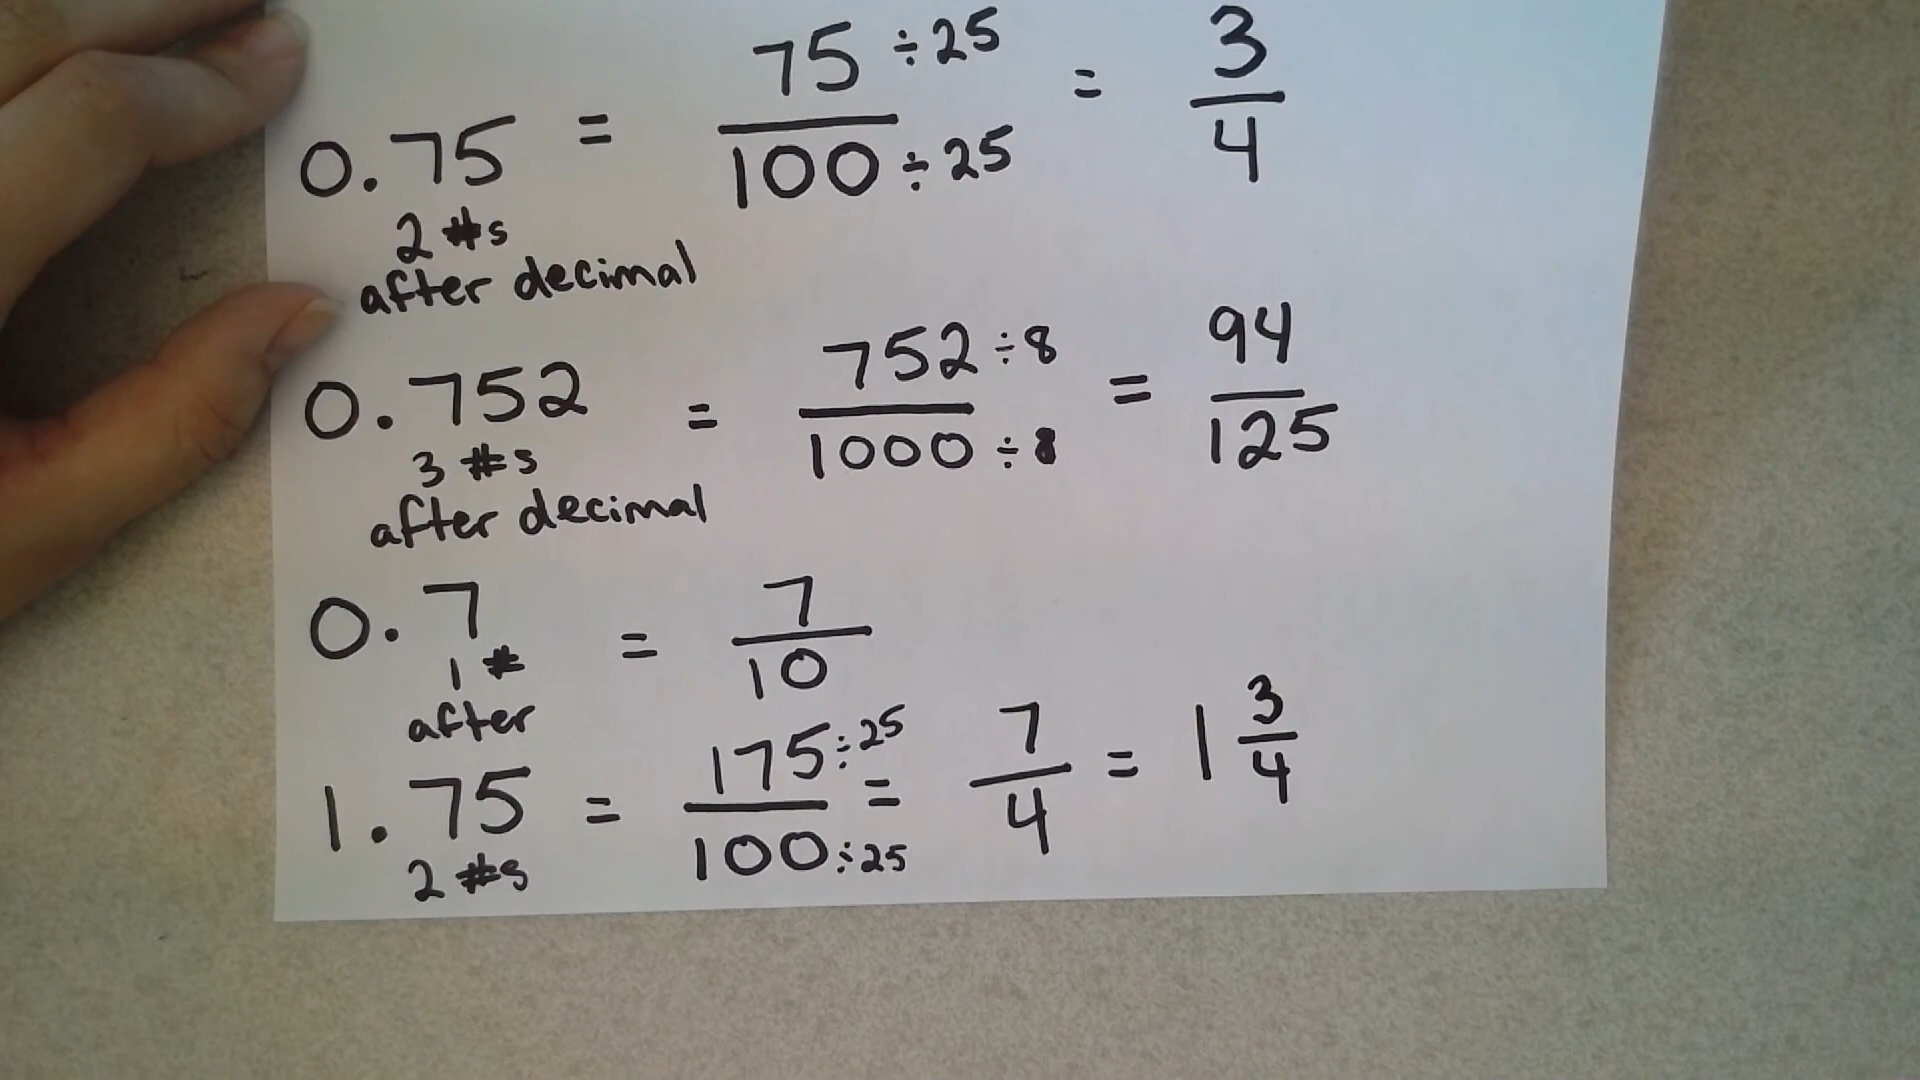 0.75 = 75 ÷ 25 / 100 ÷ 25 = 3/4
2 #s
after decimal
0.752 = 752 ÷ 8 / 1000 ÷ 8 = 94/125
3 #s
after decimal
0.7 = 7/10
1 #
after
1.75 = 175 ÷ 25 / 100 ÷ 25 = 7/4 = 1 3/4
2 #s